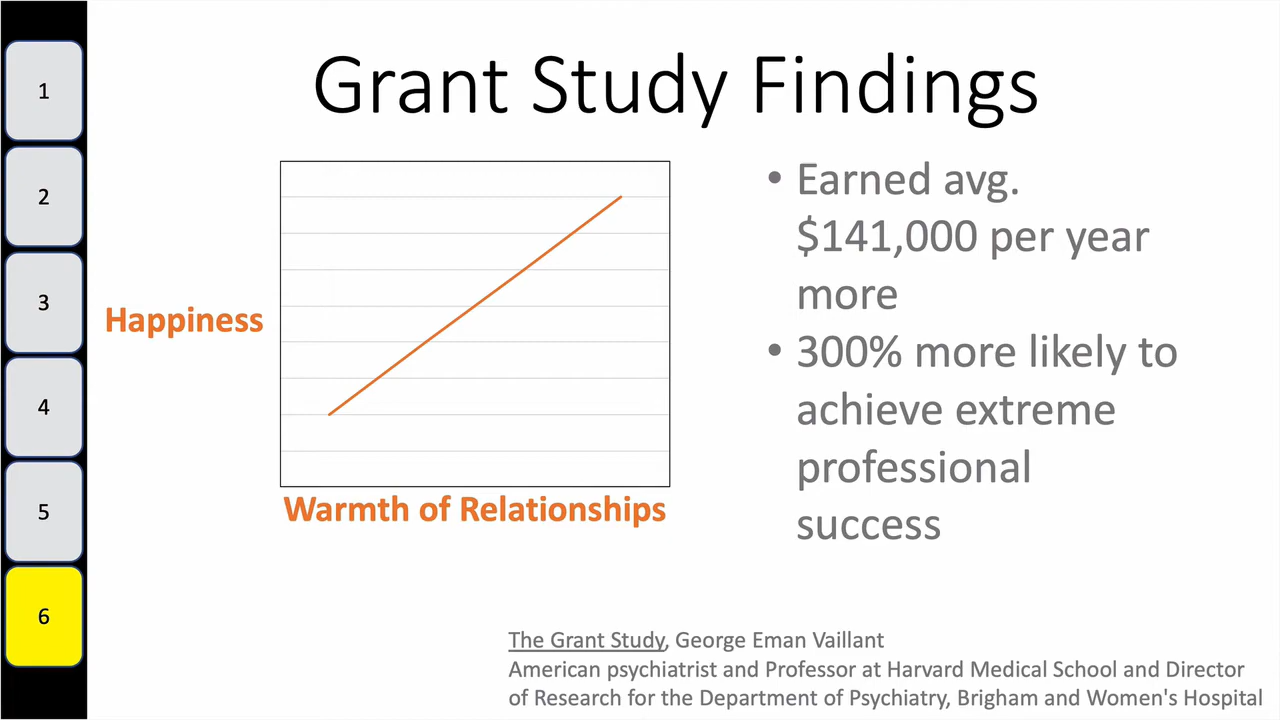 1
2
3
4
5
6
Grant Study Findings
Happiness
Warmth of Relationships
• Earned avg.
$141,000 per year
more
• 300% more likely to
achieve extreme
professional
success
The Grant Study, George Eman Vaillant
American psychiatrist and Professor at Harvard Medical School and Director
of Research for the Department of Psychiatry, Brigham and Women's Hospital